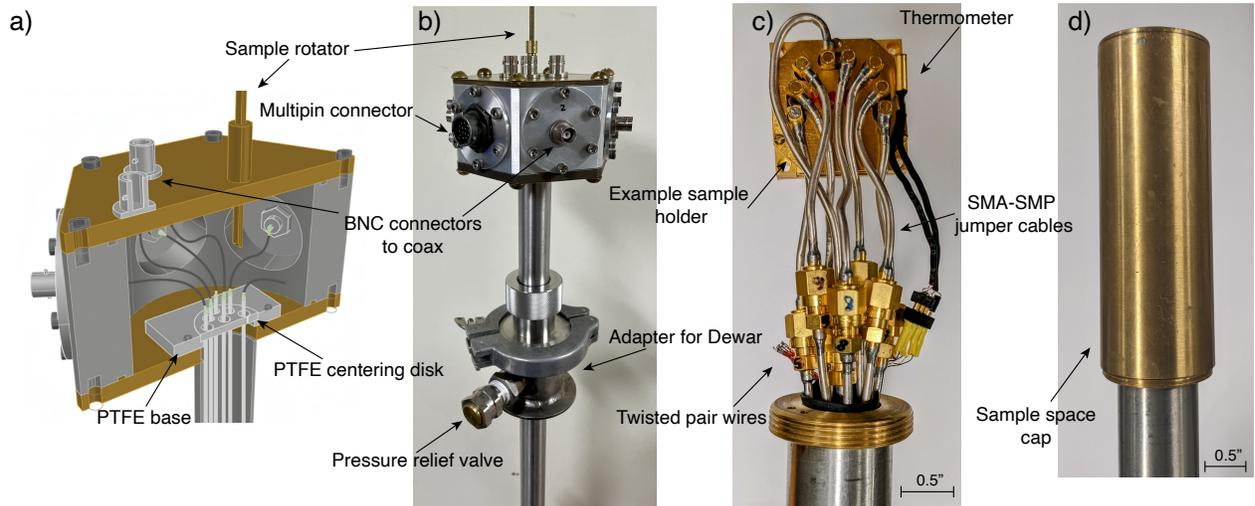 a)
Sample rotator
Multipin connector
BNC connectors
to coax
PTFE centering disk
PTFE base
b)
2
Adapter for Dewar
Pressure relief valve
c)
Thermometer
Example sample
holder
SMA-SMP
jumper cables
Twisted pair wires
0.5"
d)
Sample space
cap
0.5"